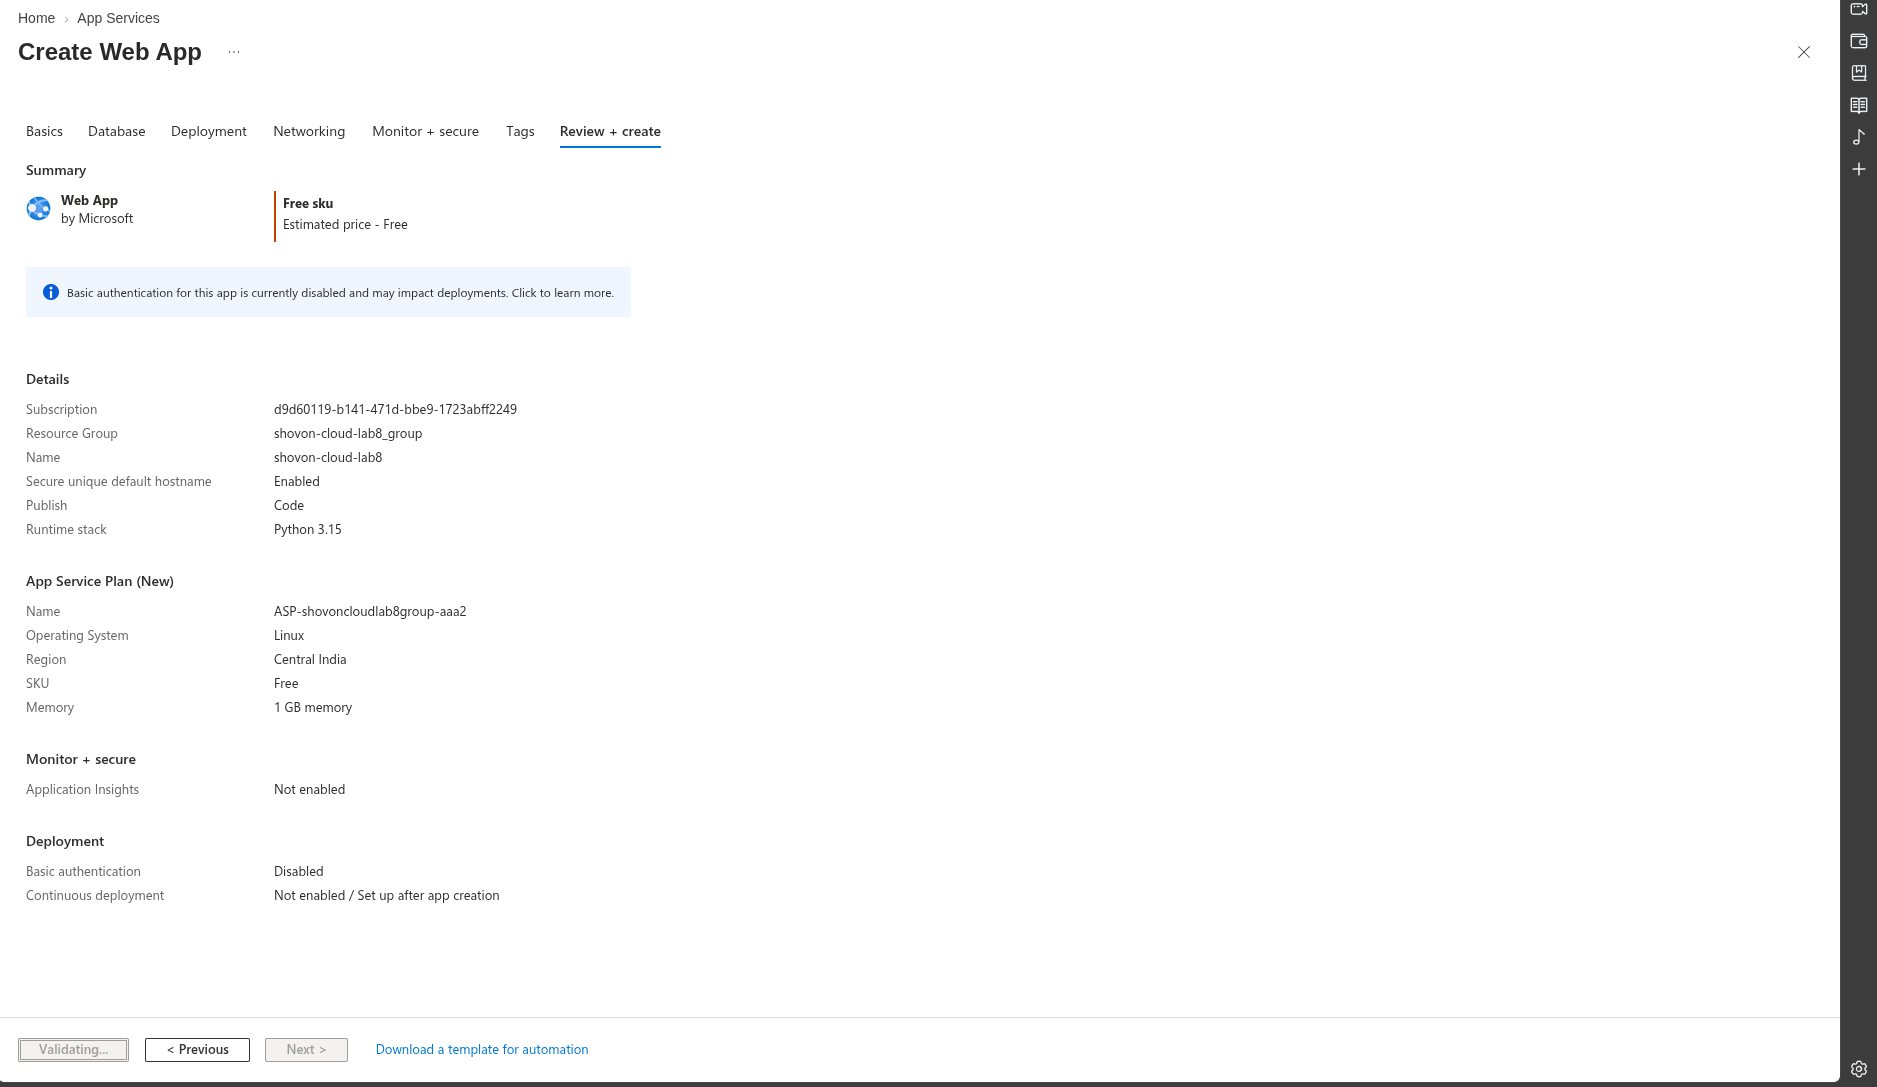 Home › App Services
Create Web App ...
Basics Database Deployment Networking Monitor + secure Tags Review + create
Summary
Web App
by Microsoft
Free sku
Estimated price - Free
Basic authentication for this app is currently disabled and may impact deployments. Click to learn more.
Details
Subscription d9d60119-b141-471d-bbe9-1723abff2249
Resource Group shovon-cloud-lab8_group
Name shovon-cloud-lab8
Secure unique default hostname Enabled
Publish Code
Runtime stack Python 3.15
App Service Plan (New)
Name ASP-shovoncloudlab8group-aaa2
Operating System Linux
Region Central India
SKU Free
Memory 1 GB memory
Monitor + secure
Application Insights Not enabled
Deployment
Basic authentication Disabled
Continuous deployment Not enabled / Set up after app creation
Validating... < Previous Next > Download a template for automation